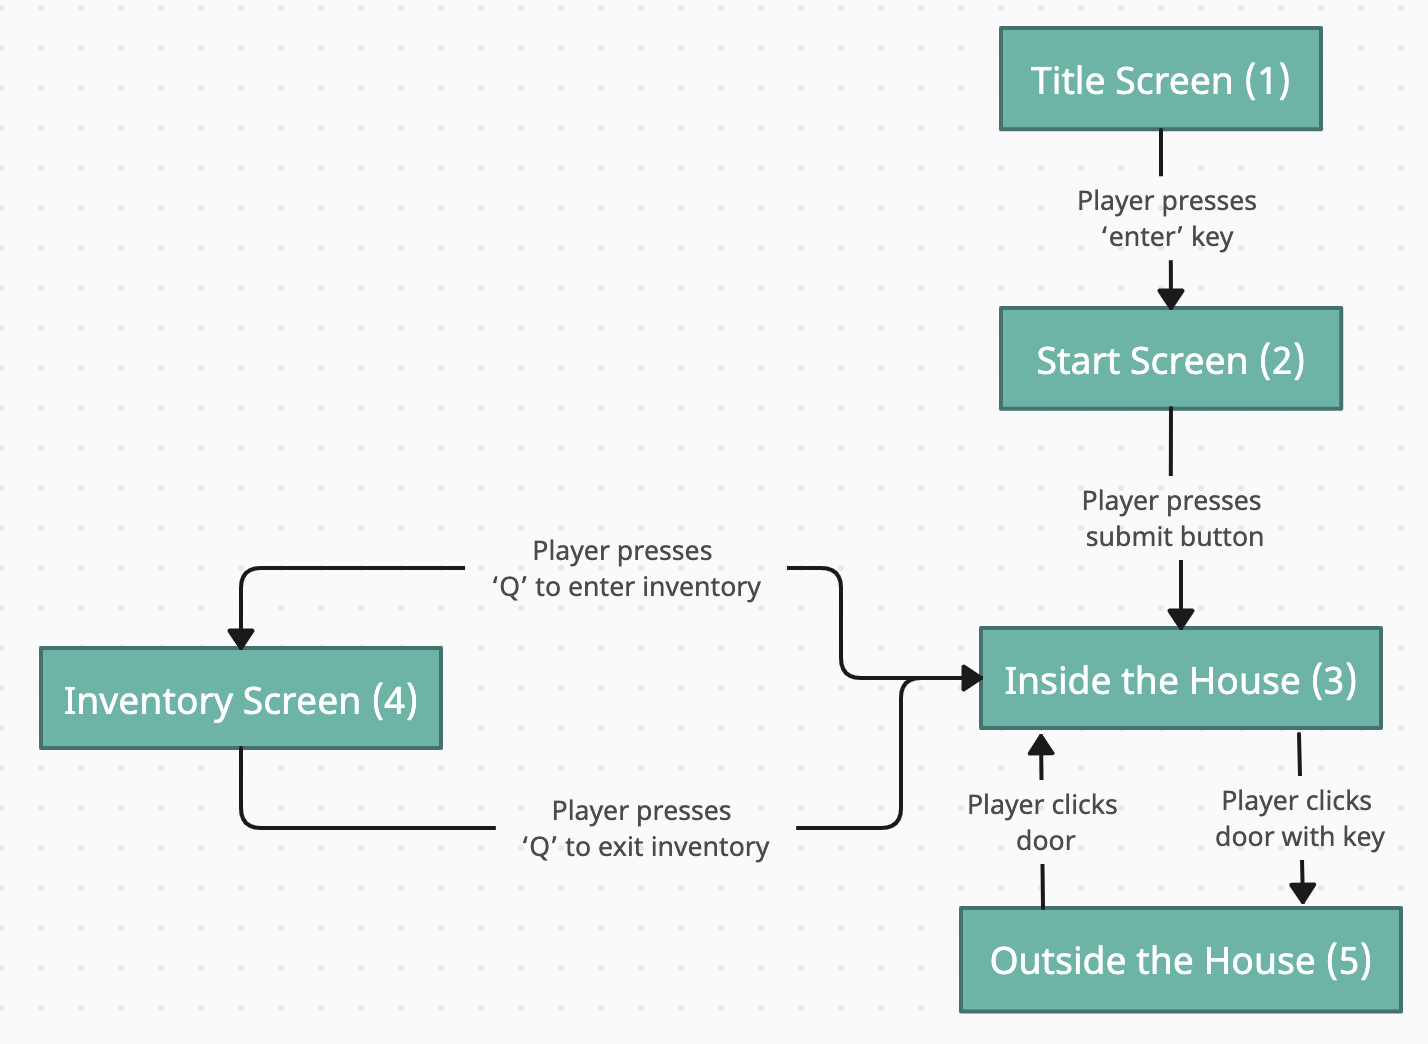 Title Screen (1)
Player presses
‘enter’ key
Start Screen (2)
Player presses
submit button
Player presses
‘Q’ to enter inventory
Inventory Screen (4)
Inside the House (3)
Player presses
‘Q’ to exit inventory
Player clicks
door
Player clicks
door with key
Outside the House (5)